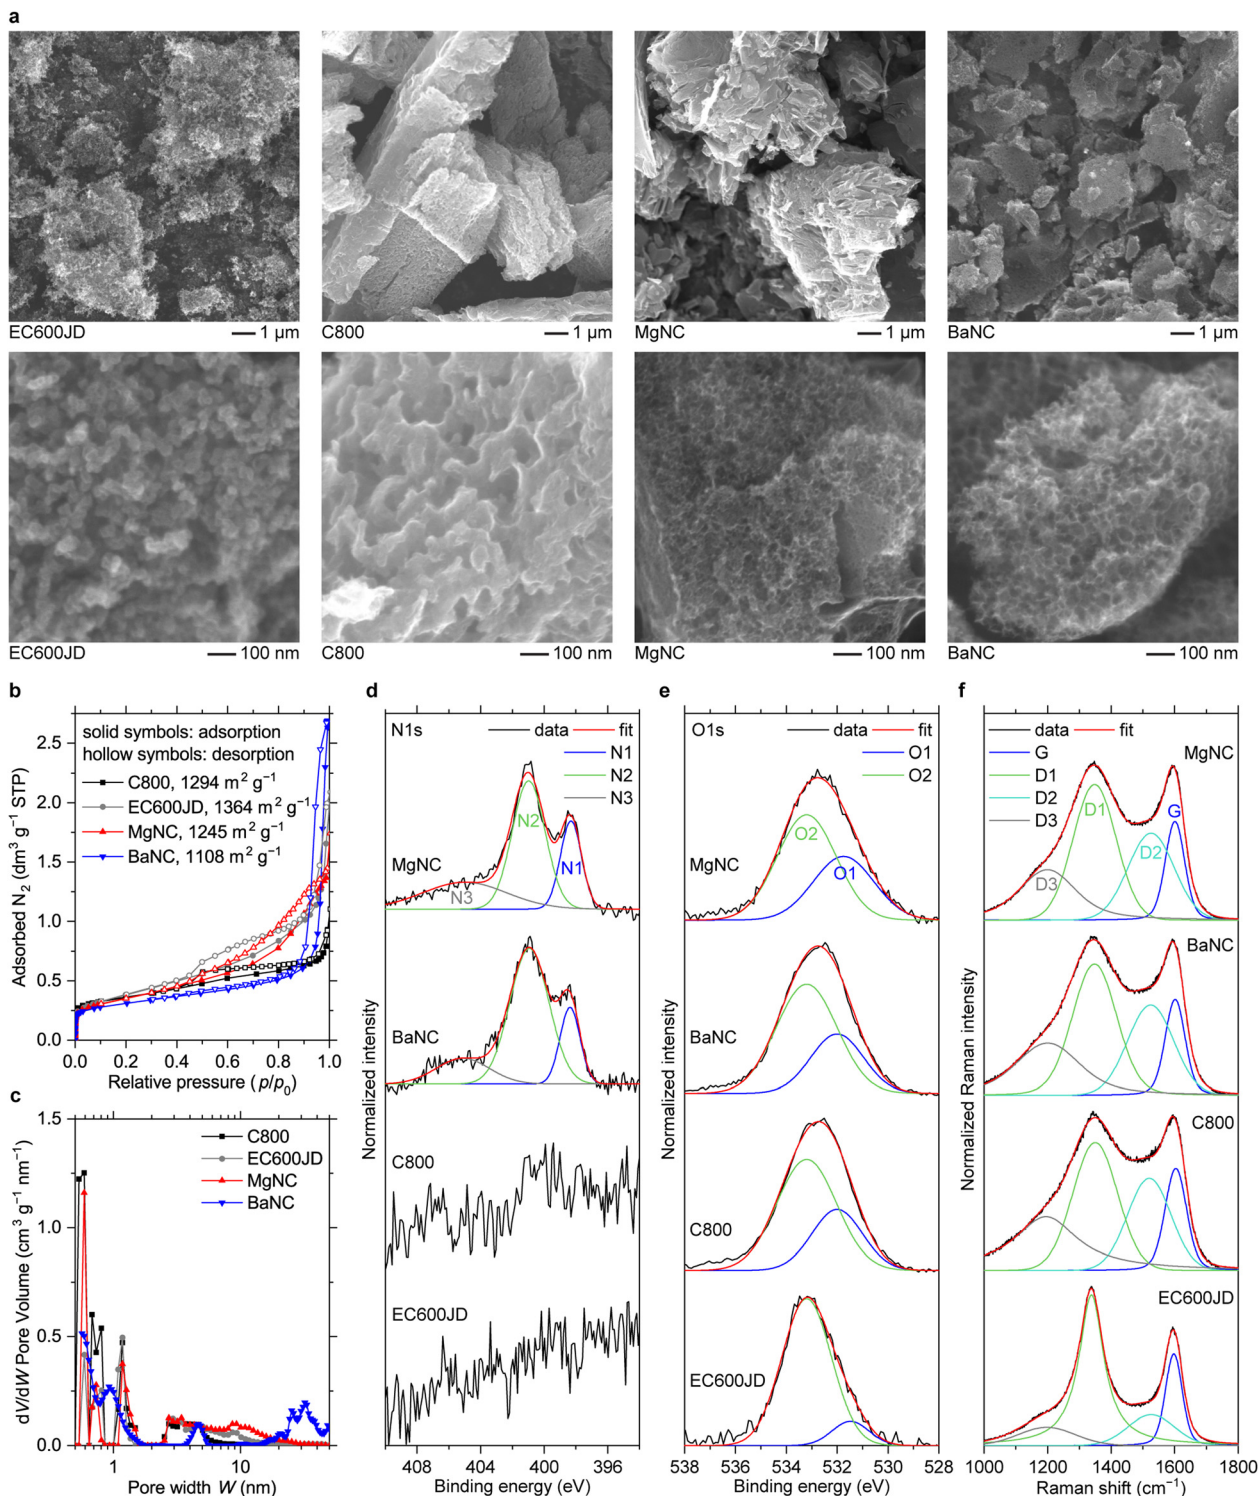 a
EC600JD 1 µm
C800 1 µm
MgNC 1 µm
BaNC 1 µm
EC600JD 100 nm
C800 100 nm
MgNC 100 nm
BaNC 100 nm
b
solid symbols: adsorption
hollow symbols: desorption
C800, 1294 m² g⁻¹
EC600JD, 1364 m² g⁻¹
MgNC, 1245 m² g⁻¹
BaNC, 1108 m² g⁻¹
2.5
2.0
1.5
1.0
0.5
0.0
Adsorbed N₂ (dm³ g⁻¹ STP)
0.0 0.2 0.4 0.6 0.8 1.0
Relative pressure (p/p₀)
c
C800
EC600JD
MgNC
BaNC
1.5
1.0
0.5
0.0
dV/dW Pore Volume (cm³ g⁻¹ nm⁻¹)
1 10
Pore width W (nm)
d
N1s
data fit
N1
N2
N3
N2
N1
N3
MgNC
BaNC
C800
EC600JD
Normalized intensity
408 404 400 396
Binding energy (eV)
e
O1s
data fit
O1
O2
O2
O1
MgNC
BaNC
C800
EC600JD
Normalized intensity
538 536 534 532 530 528
Binding energy (eV)
f
data fit
G
D1
D2
D3
MgNC
D1
G
D2
D3
BaNC
C800
EC600JD
Normalized Raman intensity
1000 1200 1400 1600 1800
Raman shift (cm⁻¹)